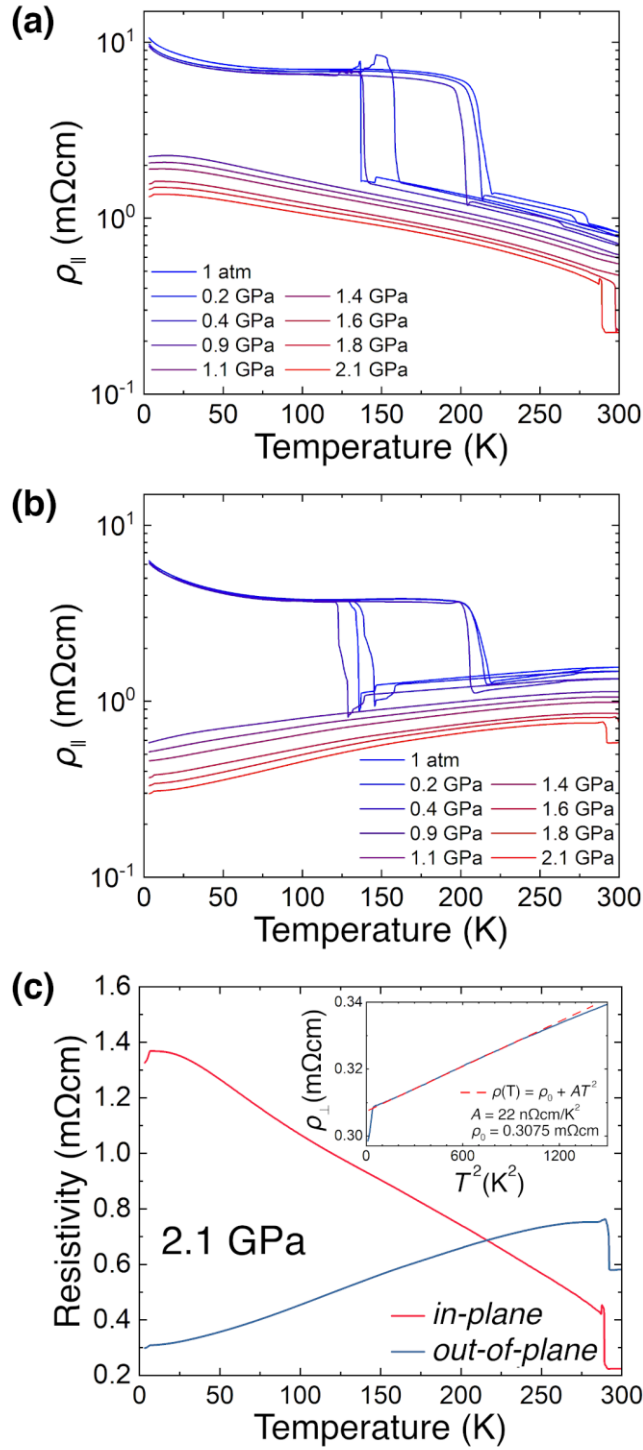 (a)
10¹
10⁰
10⁻¹
ρ∥ (mΩcm)
1 atm
0.2 GPa 1.4 GPa
0.4 GPa 1.6 GPa
0.9 GPa 1.8 GPa
1.1 GPa 2.1 GPa
0 50 100 150 200 250 300
Temperature (K)
(b)
10¹
10⁰
10⁻¹
ρ∥ (mΩcm)
1 atm
0.2 GPa 1.4 GPa
0.4 GPa 1.6 GPa
0.9 GPa 1.8 GPa
1.1 GPa 2.1 GPa
0 50 100 150 200 250 300
Temperature (K)
(c)
1.6
1.4
1.2
1.0
0.8
0.6
0.4
0.2
Resistivity (mΩcm)
0.34
0.32
0.30
ρ⊥ (mΩcm)
ρ(T) = ρ₀ + AT²
A = 22 nΩcm/K²
ρ₀ = 0.3075 mΩcm
0 600 1200
T²(K²)
2.1 GPa
in-plane
out-of-plane
0 50 100 150 200 250 300
Temperature (K)